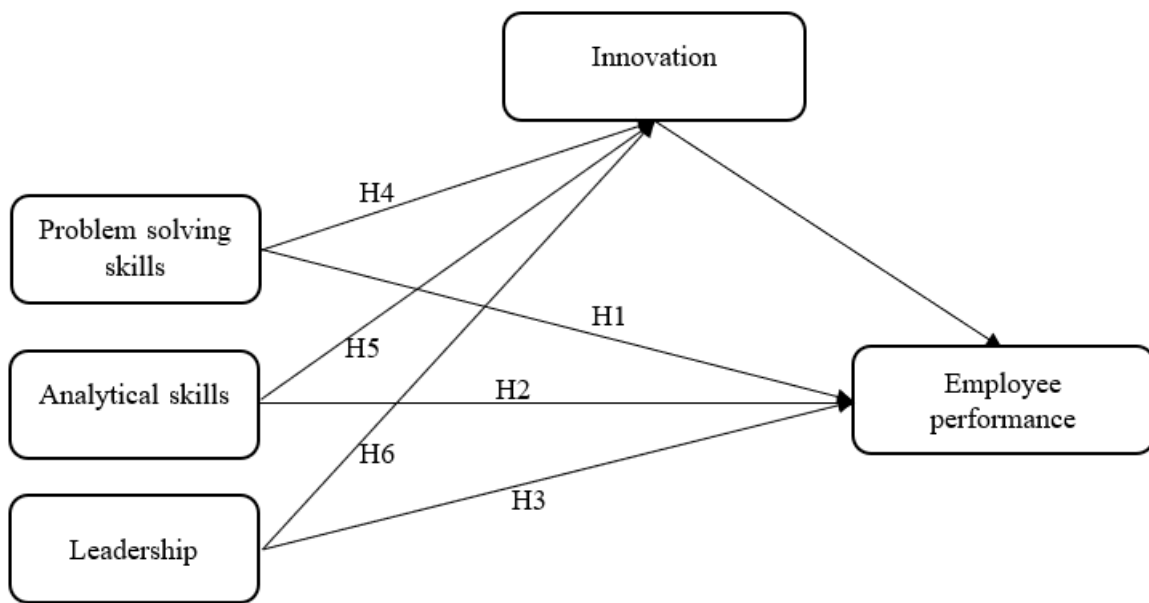 Innovation
H4
Problem solving
skills
H1
H5
Analytical skills
H2
Employee
performance
H6
H3
Leadership